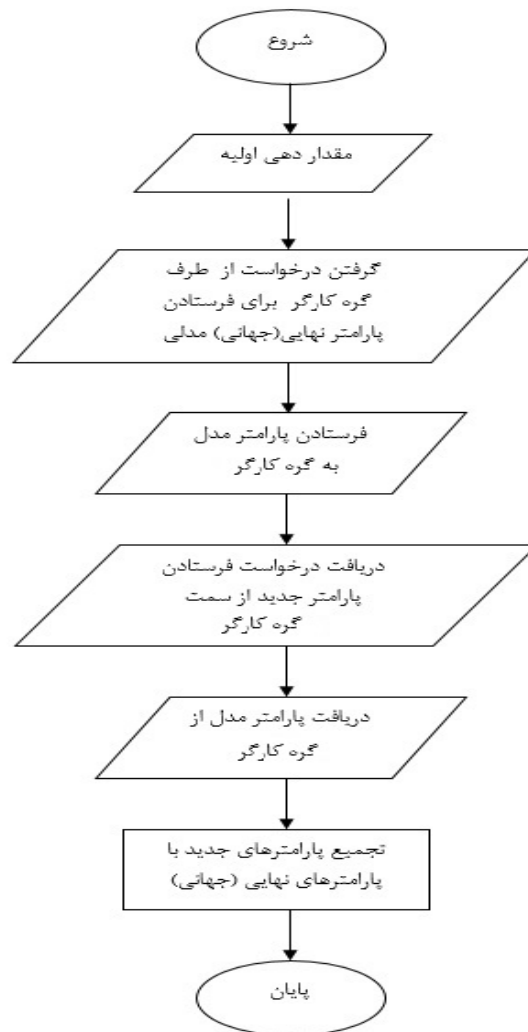 شروع
مقدار دهی اولیه
گرفتن درخواست از طرف
گره کارگر برای فرستادن
پارامتر نهایی(جهانی) مدلی
فرستادن پارامتر مدل
به گره کارگر
دریافت درخواست فرستادن
پارامتر جدید از سمت
گره کارگر
دریافت پارامتر مدل از
گره کارگر
تجمیع پارامترهای جدید با
پارامترهای نهایی (جهانی)
پایان